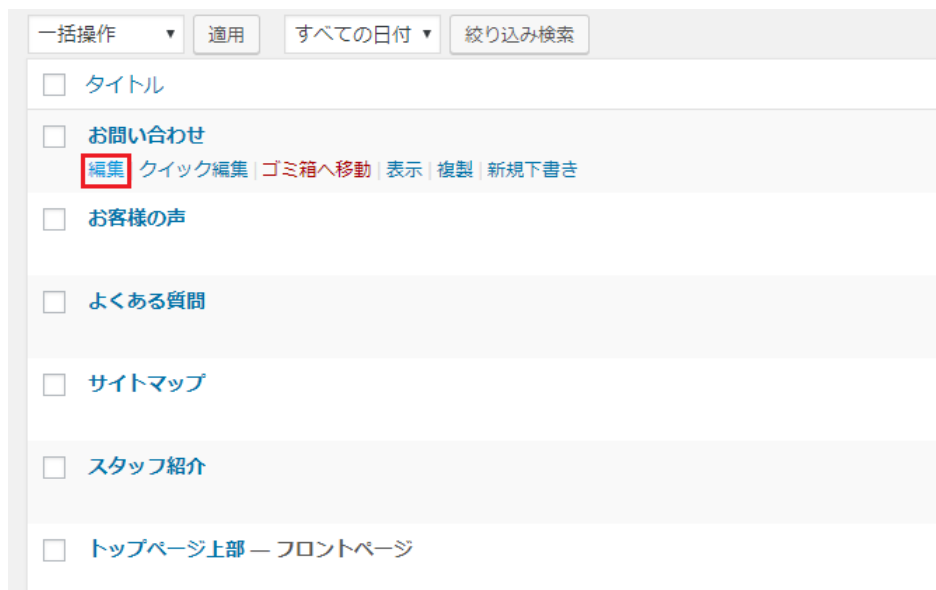 一括操作 ▼ 適用 すべての日付 ▼ 絞り込み検索
タイトル
お問い合わせ
編集 クイック編集 | ゴミ箱へ移動 | 表示 | 複製 | 新規下書き
お客様の声
よくある質問
サイトマップ
スタッフ紹介
トップページ上部 — フロントページ